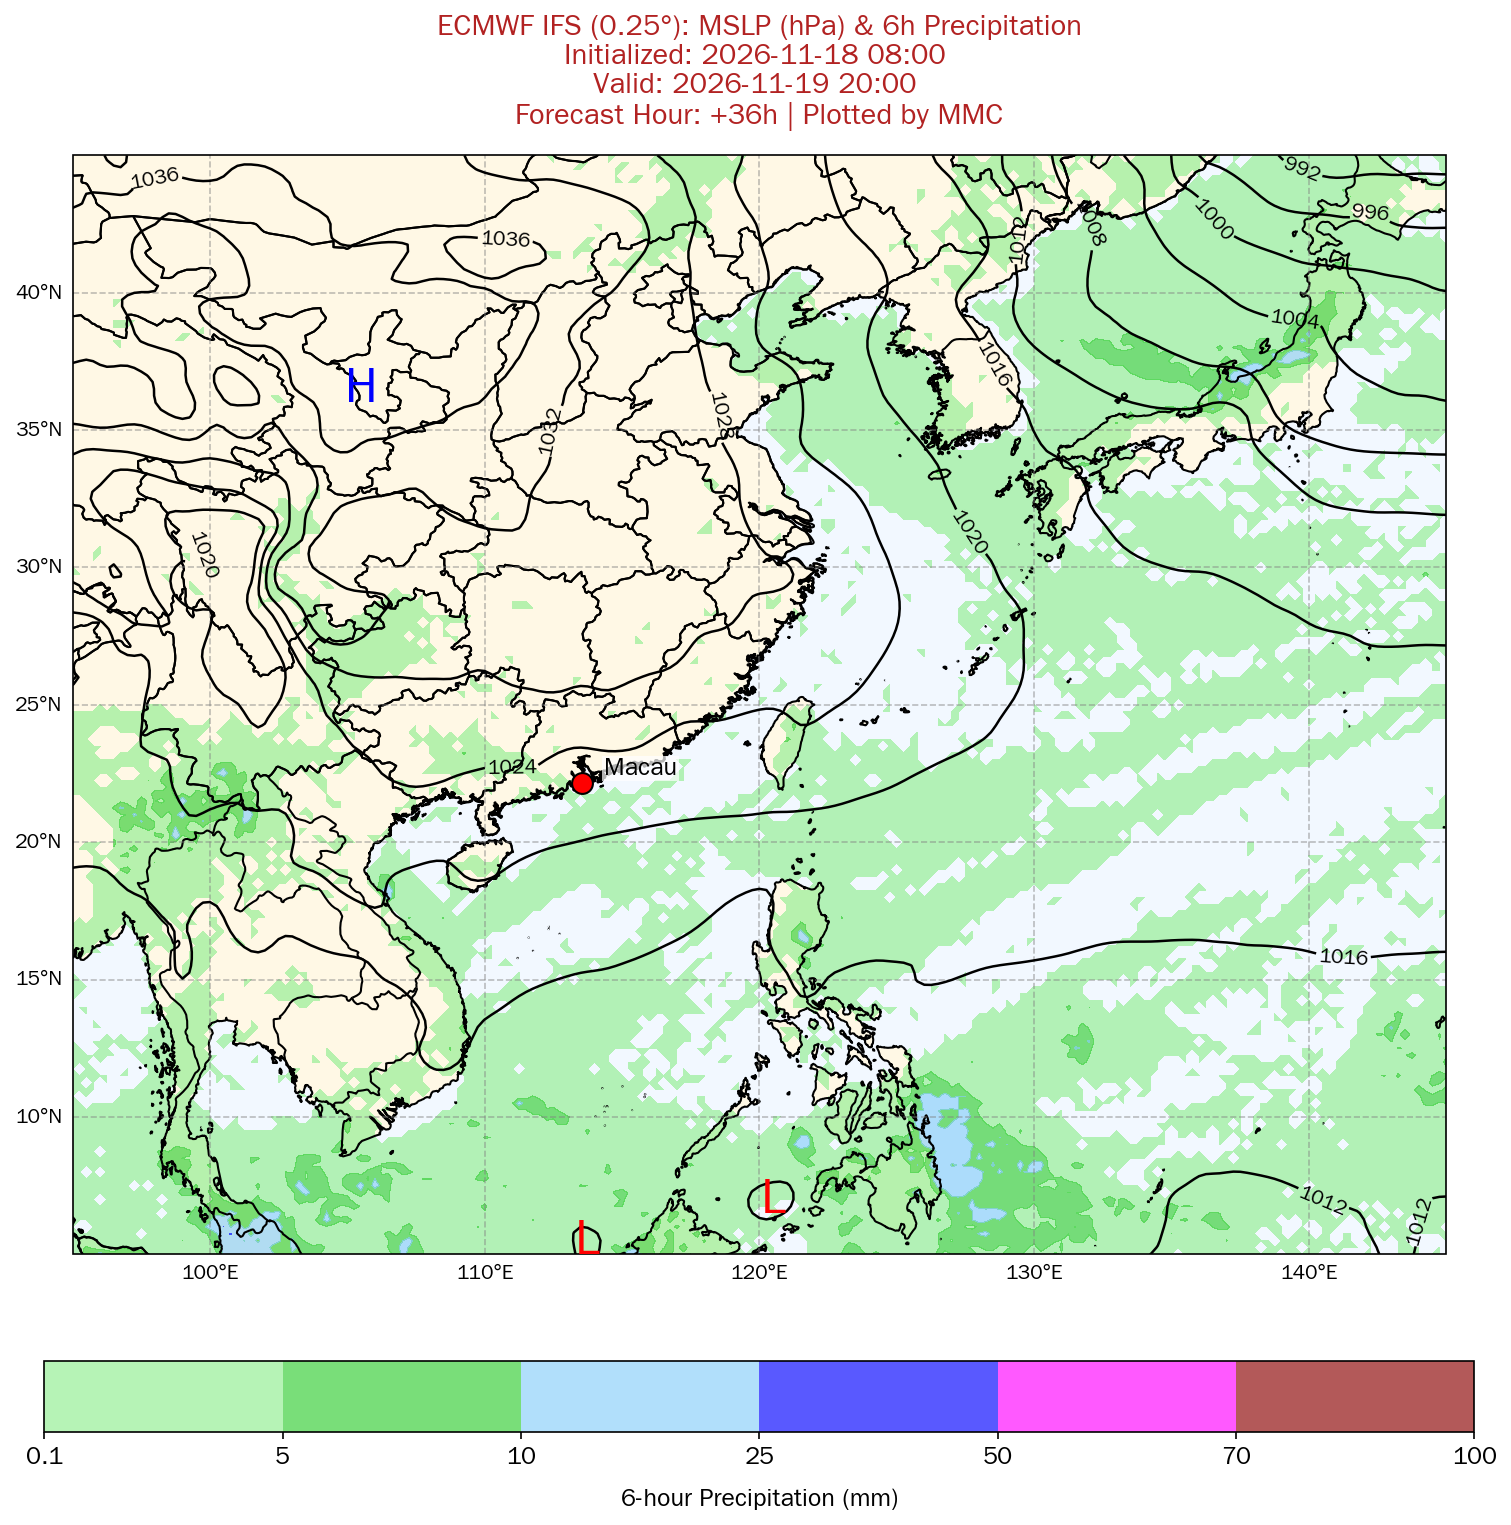 ECMWF IFS (0.25°): MSLP (hPa) & 6h Precipitation
Initialized: 2026-11-18 08:00
Valid: 2026-11-19 20:00
Forecast Hour: +36h | Plotted by MMC
992
1036
996
1000
1008
1012
1036
40°N
1004
1016
H
1028
1032
35°N
1020
1020
30°N
25°N
1024
Macau
20°N
1016
15°N
10°N
L
1012
1012
L
100°E
110°E
120°E
130°E
140°E
0.1
5
10
25
50
70
100
6-hour Precipitation (mm)